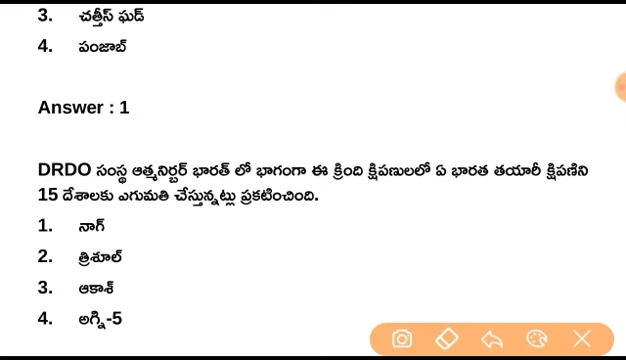 3. చత్తీస్ ఘడ్
4. పంజాబ్
Answer : 1
DRDO సంస్థ ఆత్మనిర్బర్ భారత్ లో భాగంగా ఈ క్రింది క్షిపణులలో ఏ భారత తయారీ క్షిపణిని
15 దేశాలకు ఎగుమతి చేస్తున్నట్లు ప్రకటించింది.
1. నాగ్
2. త్రిశూల్
3. ఆకాశ్
4. అగ్ని-5